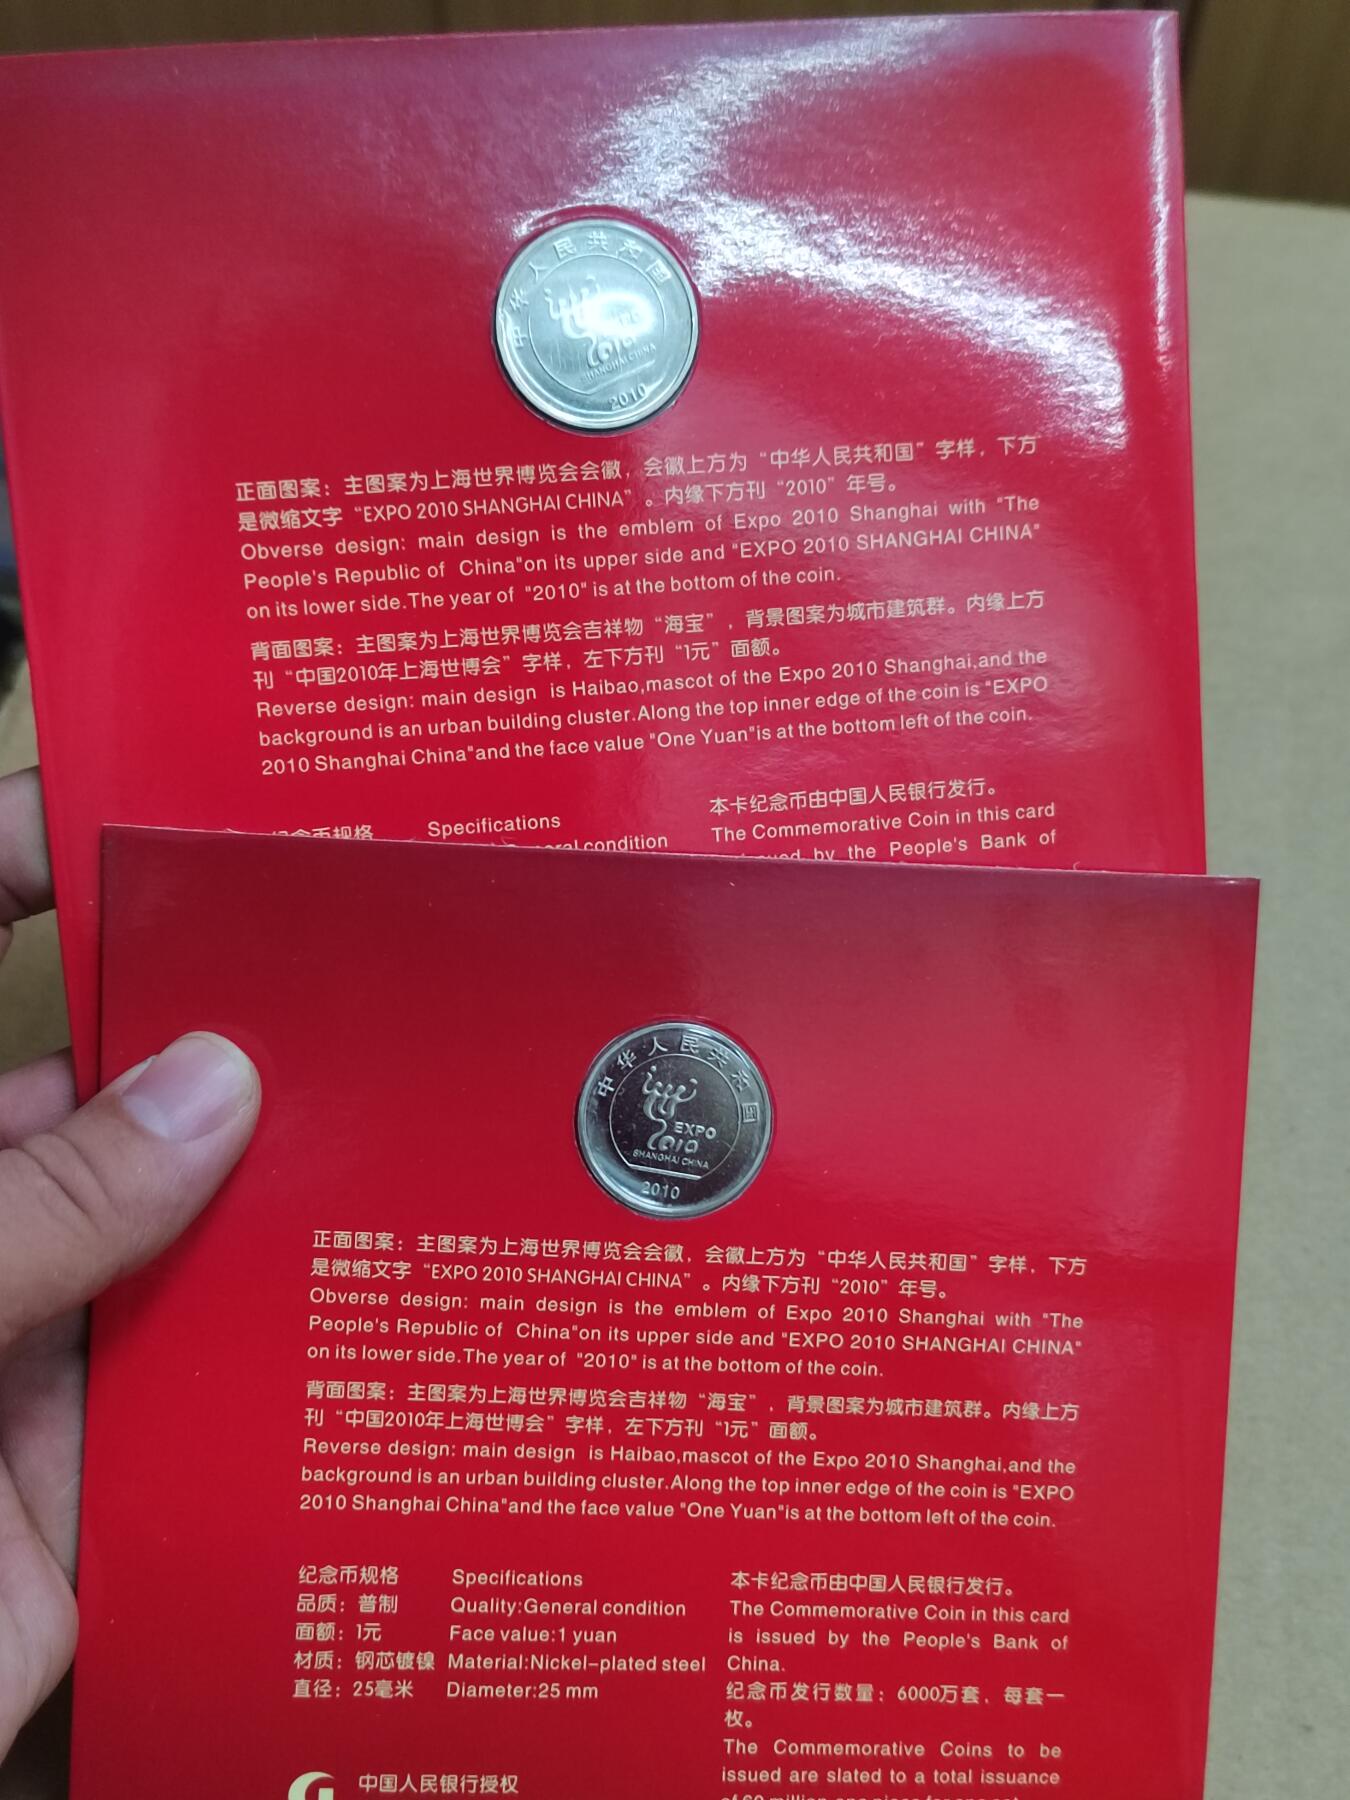 中华人民共和国
SHANGHAI CHINA
2010
正面图案：主图案为上海世界博览会会徽，会徽上方为“中华人民共和国”字样，下方
是微缩文字“EXPO 2010 SHANGHAI CHINA”。内缘下方刊“2010”年号。
Obverse design: main design is the emblem of Expo 2010 Shanghai with "The
People's Republic of China"on its upper side and "EXPO 2010 SHANGHAI CHINA"
on its lower side.The year of "2010" is at the bottom of the coin.
背面图案：主图案为上海世界博览会吉祥物“海宝”，背景图案为城市建筑群。内缘上方
刊“中国2010年上海世博会”字样，左下方刊“1元”面额。
Reverse design: main design is Haibao,mascot of the Expo 2010 Shanghai,and the
background is an urban building cluster.Along the top inner edge of the coin is "EXPO
2010 Shanghai China"and the face value "One Yuan"is at the bottom left of the coin.
纪念币规格 Specifications
condition
本卡纪念币由中国人民银行发行。
The Commemorative Coin in this card
by the People's Bank of
中华人民共和国
EXPO
2010
SHANGHAI CHINA
2010
正面图案：主图案为上海世界博览会会徽，会徽上方为“中华人民共和国”字样，下方
是微缩文字“EXPO 2010 SHANGHAI CHINA”。内缘下方刊“2010”年号。
Obverse design: main design is the emblem of Expo 2010 Shanghai with "The
People's Republic of China"on its upper side and "EXPO 2010 SHANGHAI CHINA"
on its lower side.The year of "2010" is at the bottom of the coin.
背面图案：主图案为上海世界博览会吉祥物“海宝”，背景图案为城市建筑群。内缘上方
刊“中国2010年上海世博会”字样，左下方刊“1元”面额。
Reverse design: main design is Haibao,mascot of the Expo 2010 Shanghai,and the
background is an urban building cluster.Along the top inner edge of the coin is "EXPO
2010 Shanghai China"and the face value "One Yuan"is at the bottom left of the coin.
纪念币规格 Specifications
品质：普制 Quality:General condition
面额：1元 Face value:1 yuan
材质：钢芯镀镍 Material:Nickel-plated steel
直径：25毫米 Diameter:25 mm
本卡纪念币由中国人民银行发行。
The Commemorative Coin in this card
is issued by the People's Bank of
China.
纪念币发行数量：6000万套，每套一
枚。
The Commemorative Coins to be
issued are slated to a total issuance
中国人民银行授权